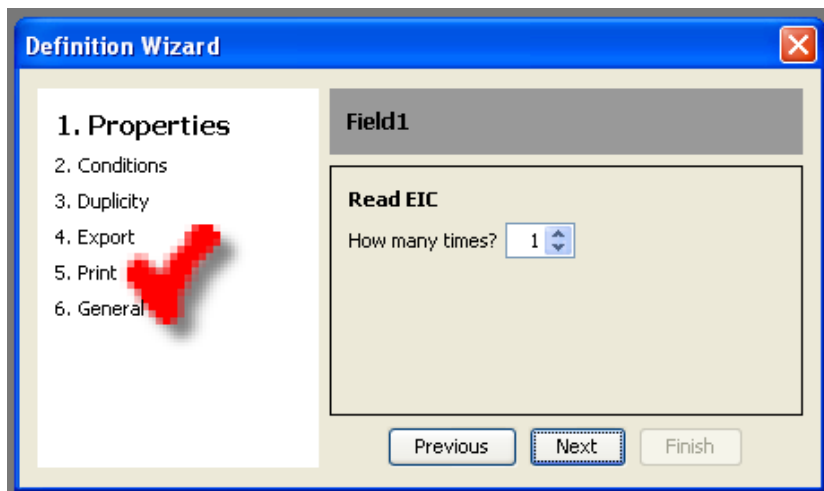 Definition Wizard
1. Properties
2. Conditions
3. Duplicity
4. Export
5. Print
6. General
Field1
Read EIC
How many times? 1
Previous Next Finish